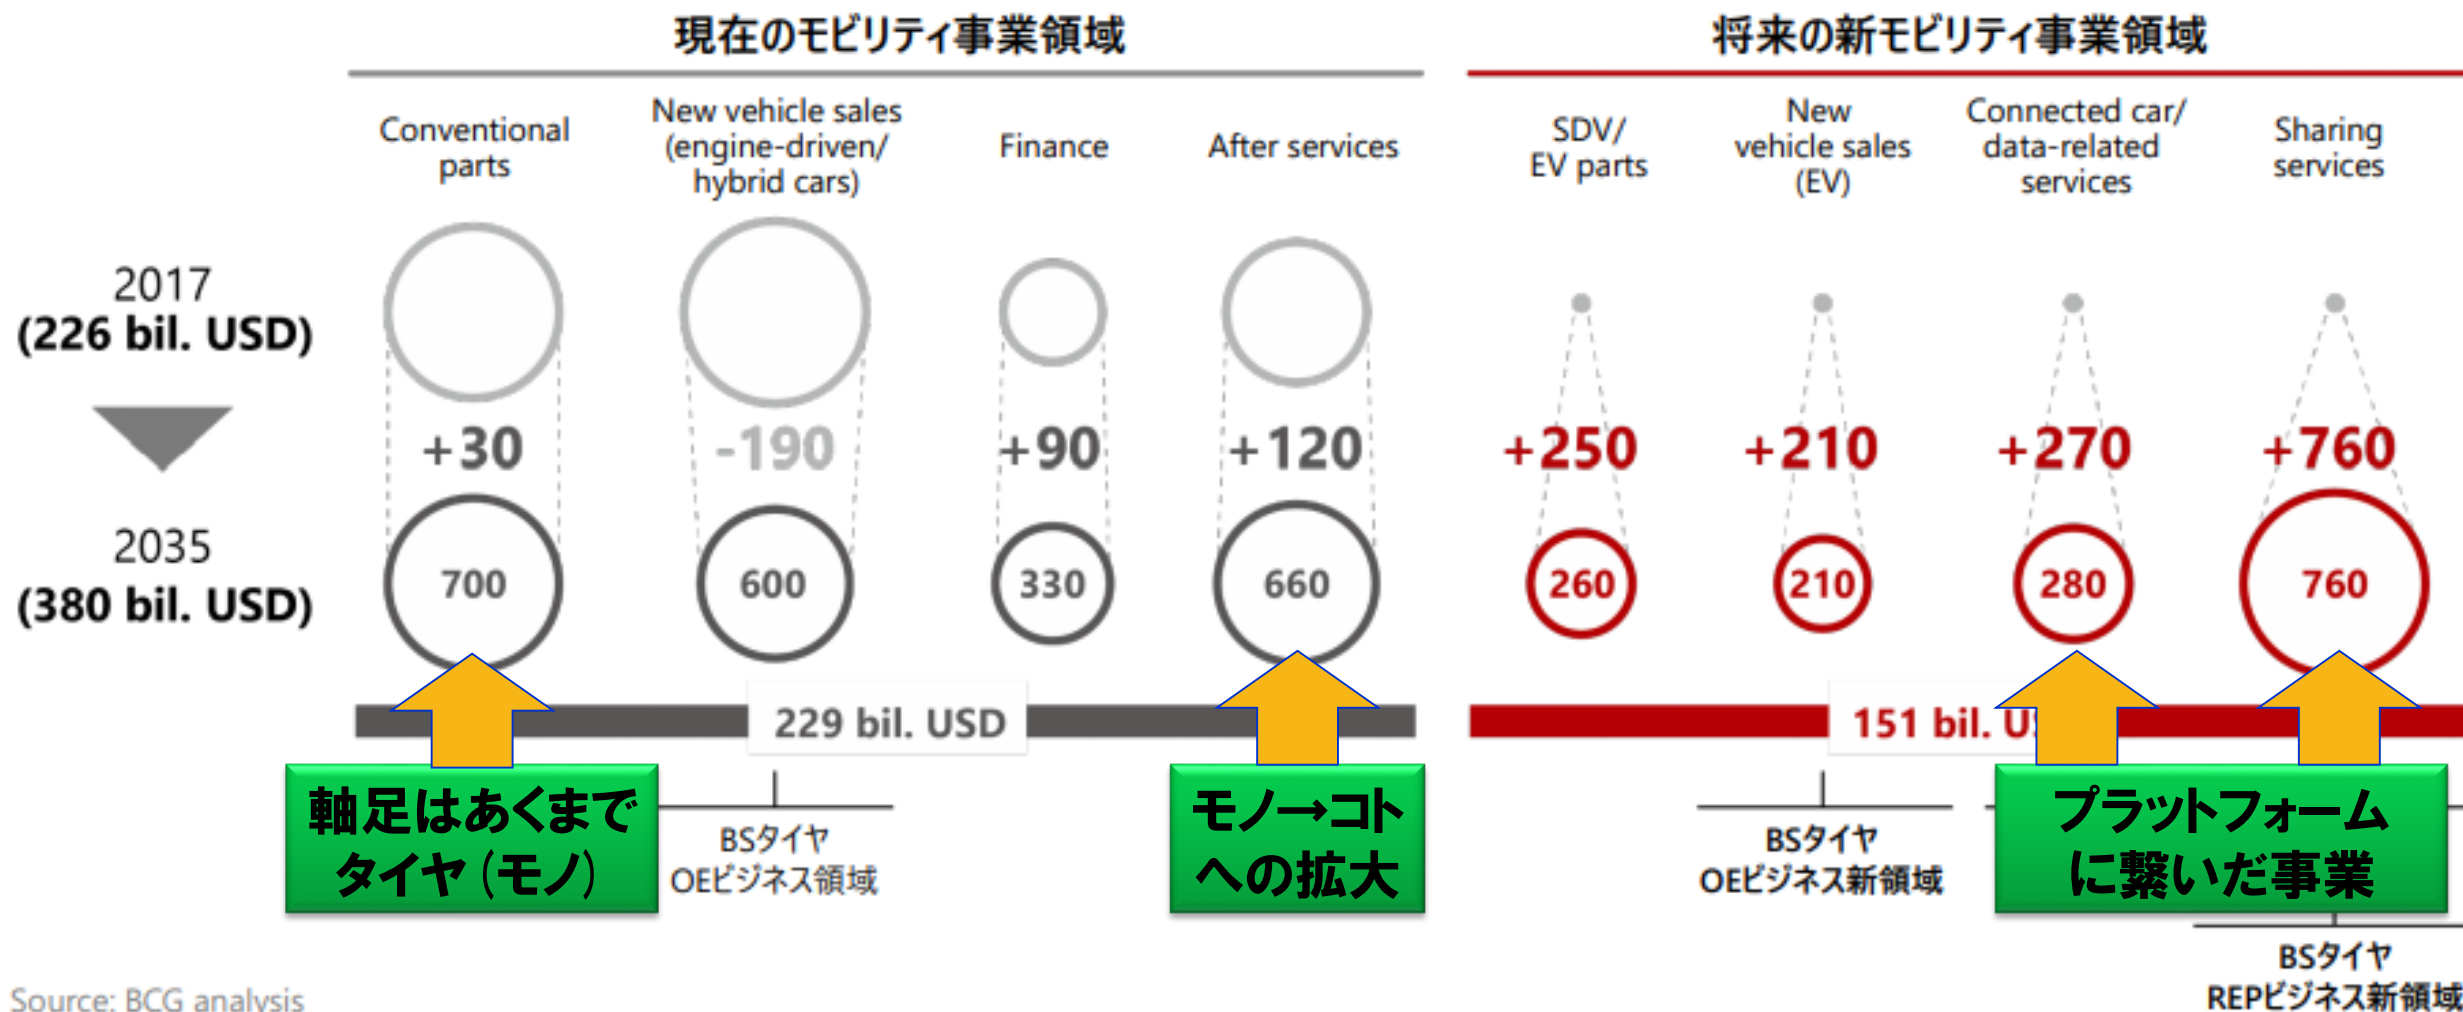 現在のモビリティ事業領域
将来の新モビリティ事業領域
Conventional
parts
New vehicle sales
(engine-driven/
hybrid cars)
Finance
After services
SDV/
EV parts
New
vehicle sales
(EV)
Connected car/
data-related
services
Sharing
services
2017
(226 bil. USD)
+30
-190
+90
+120
+250
+210
+270
+760
2035
(380 bil. USD)
700
600
330
660
260
210
280
760
229 bil. USD
151 bil.
軸足はあくまで
タイヤ(モノ)
BSタイヤ
OEビジネス領域
モノ→コト
への拡大
BSタイヤ
OEビジネス新領域
プラットフォーム
に繋いだ事業
BSタイヤ
REPビジネス新領域
Source: BCG analysis